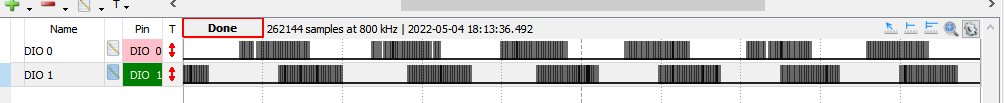 T
Name Pin T Done 262144 samples at 800 kHz | 2022-05-04 18:13:36.492
DIO 0 DIO 0
DIO 1 DIO 1